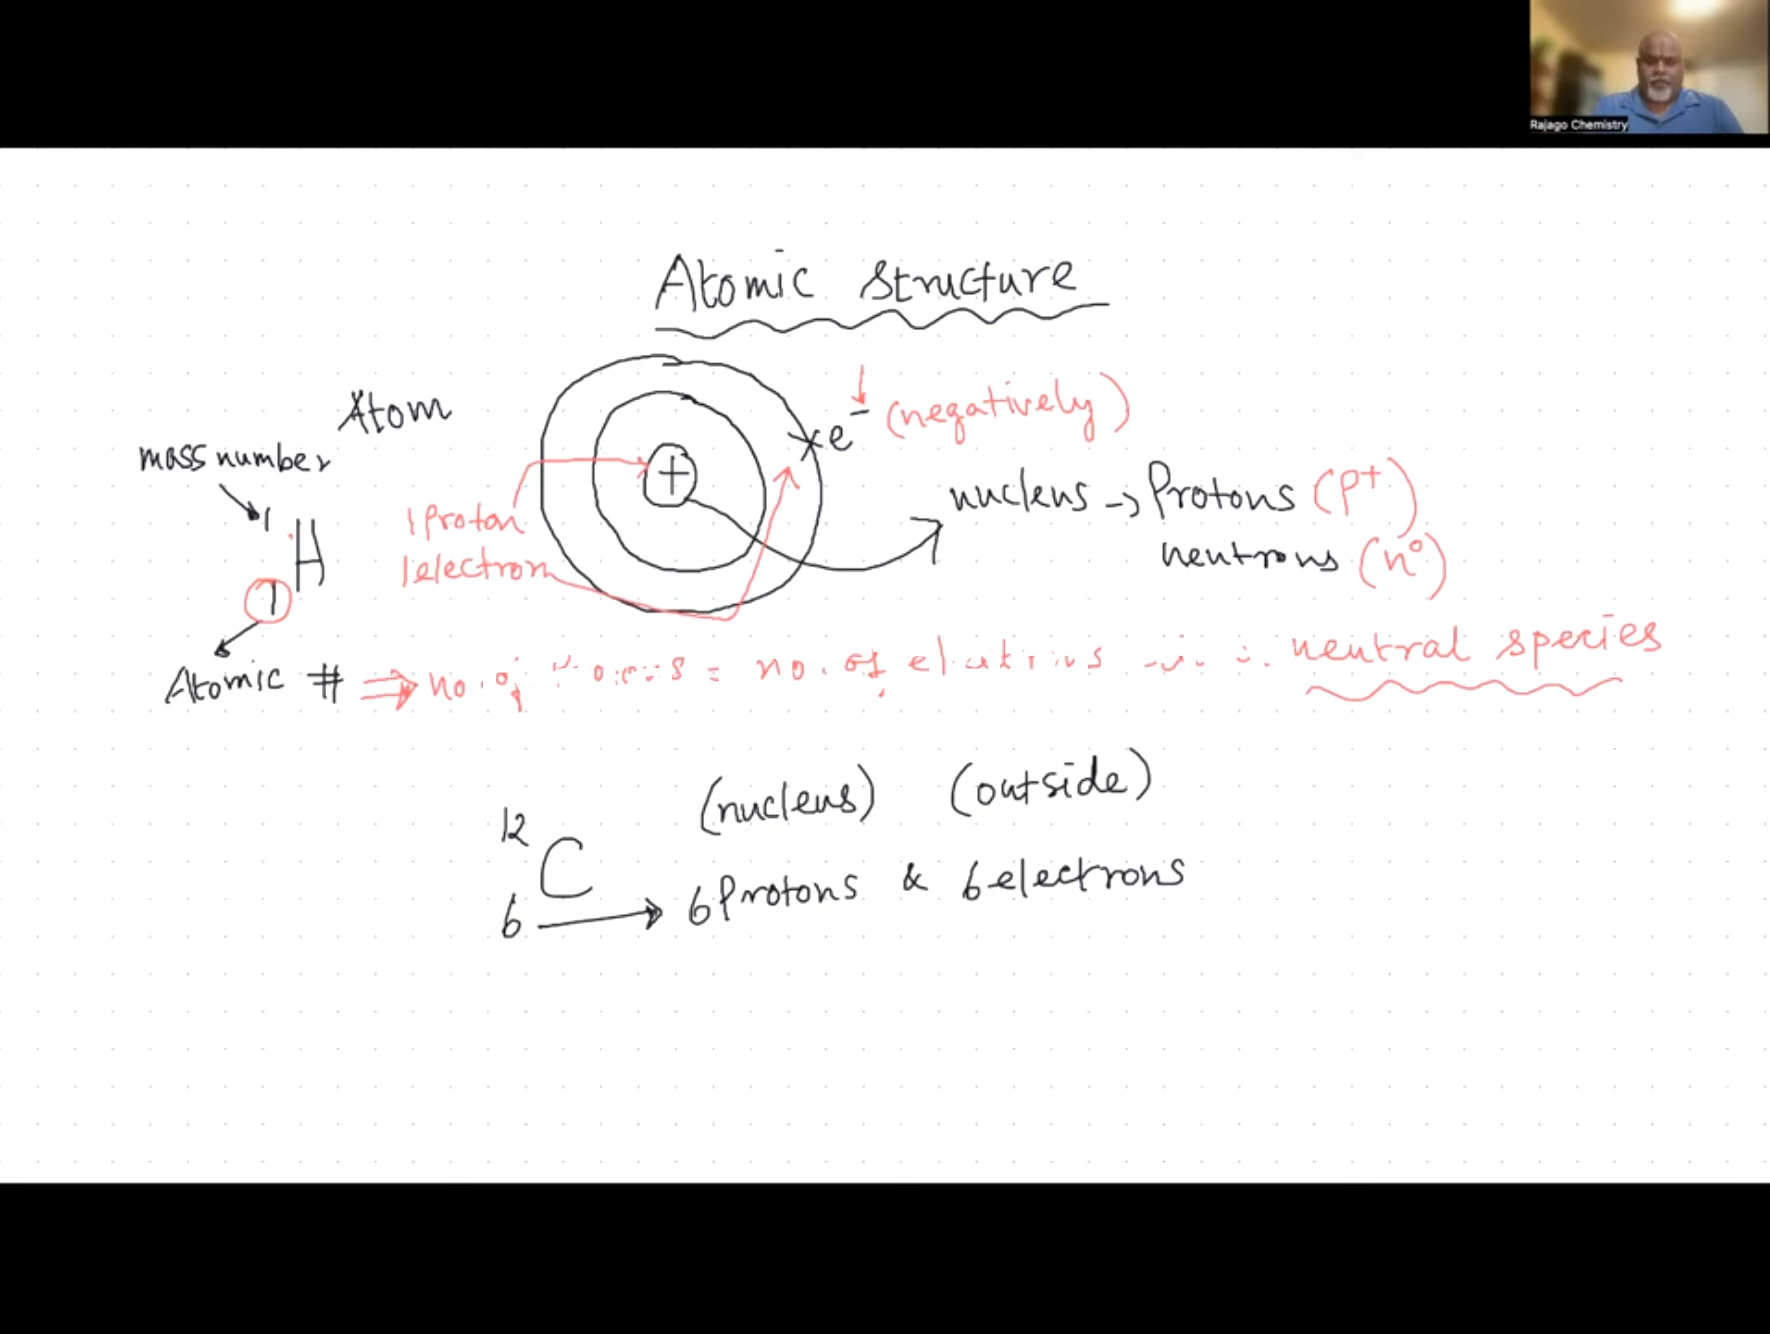 Rajago Chemistry
Atomic Structure
Atom
e⁻ (negatively)
mass number
nucleus → Protons (p⁺)
neutrons (n⁰)
1 H
1
1 Proton
1 electron
+
Atomic # ⇒ no. of = no. of neutral species
(nucleus) (outside)
12 C
6 → 6 Protons & 6 electrons